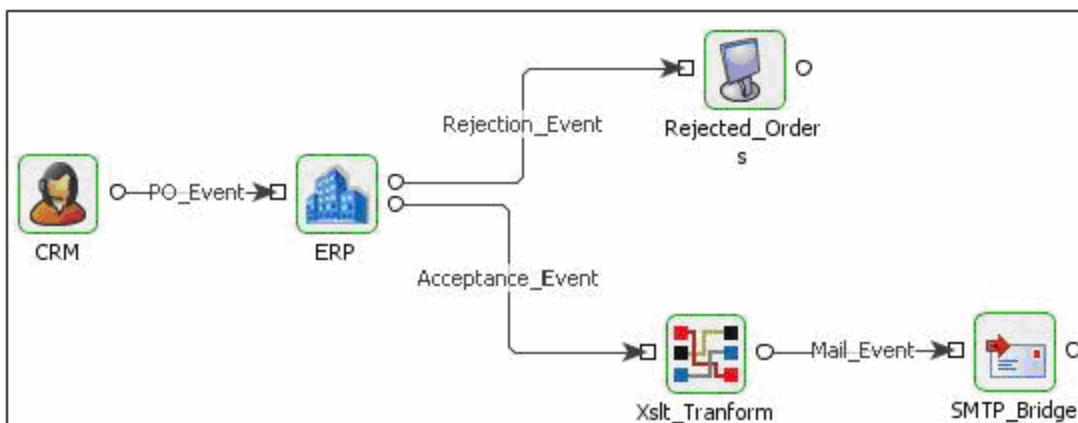 Rejection_Event
Rejected_Order
s
PO_Event
CRM
ERP
Acceptance_Event
Mail_Event
Xslt_Tranform
SMTP_Bridge